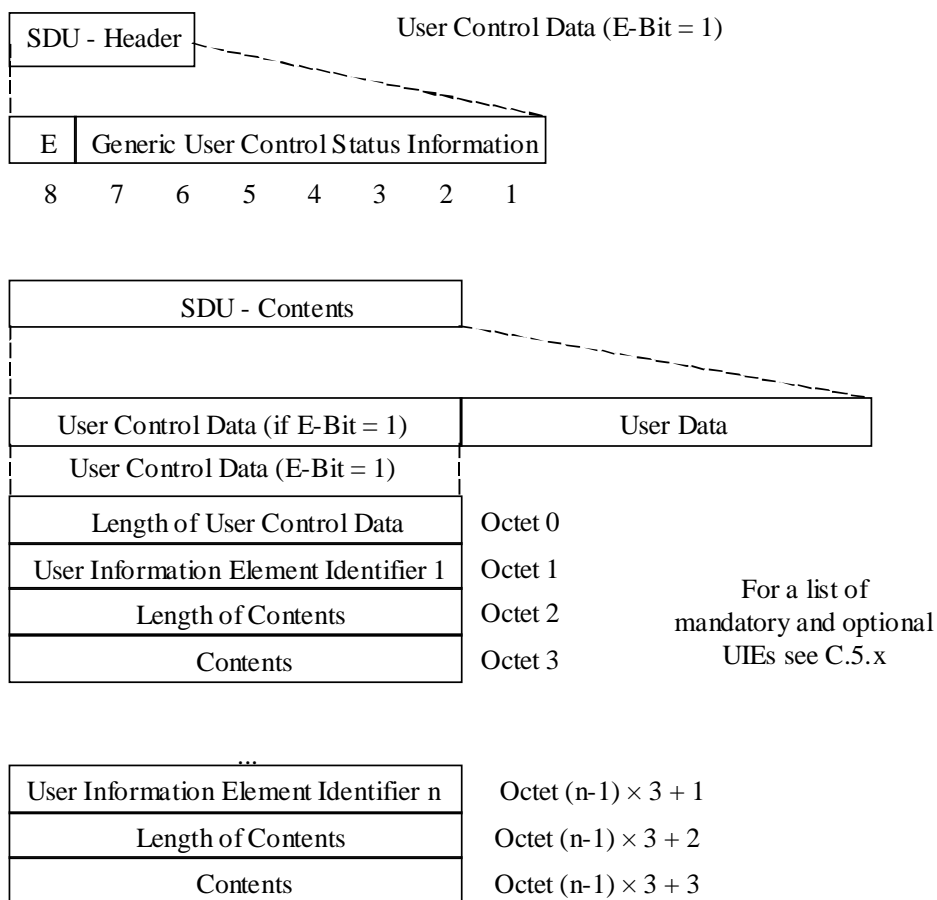 User Control Data (E-Bit = 1)
SDU - Header
E Generic User Control Status Information
8 7 6 5 4 3 2 1
SDU - Contents
User Control Data (if E-Bit = 1) User Data
User Control Data (E-Bit = 1)
Length of User Control Data Octet 0
User Information Element Identifier 1 Octet 1
Length of Contents Octet 2
Contents Octet 3
For a list of
mandatory and optional
UIEs see C.5.x
...
User Information Element Identifier n Octet (n-1) × 3 + 1
Length of Contents Octet (n-1) × 3 + 2
Contents Octet (n-1) × 3 + 3